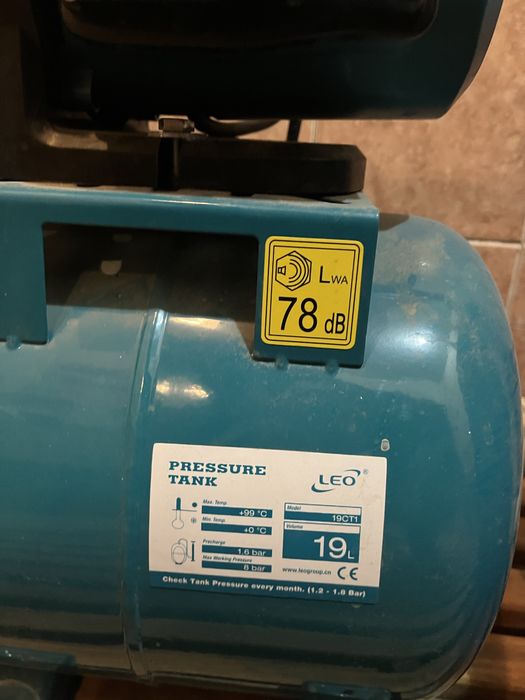 LWA
78 dB
PRESSURE
TANK
LEO ®
Max. Temp
+99 °C
Min. Temp
+0 °C
Precharge
1.6 bar
Max Working Pressure
8 bar
Model
19CT1
Volume
19L
www.leogroup.cn CE
Check Tank Pressure every month. (1.2 - 1.6 Bar)